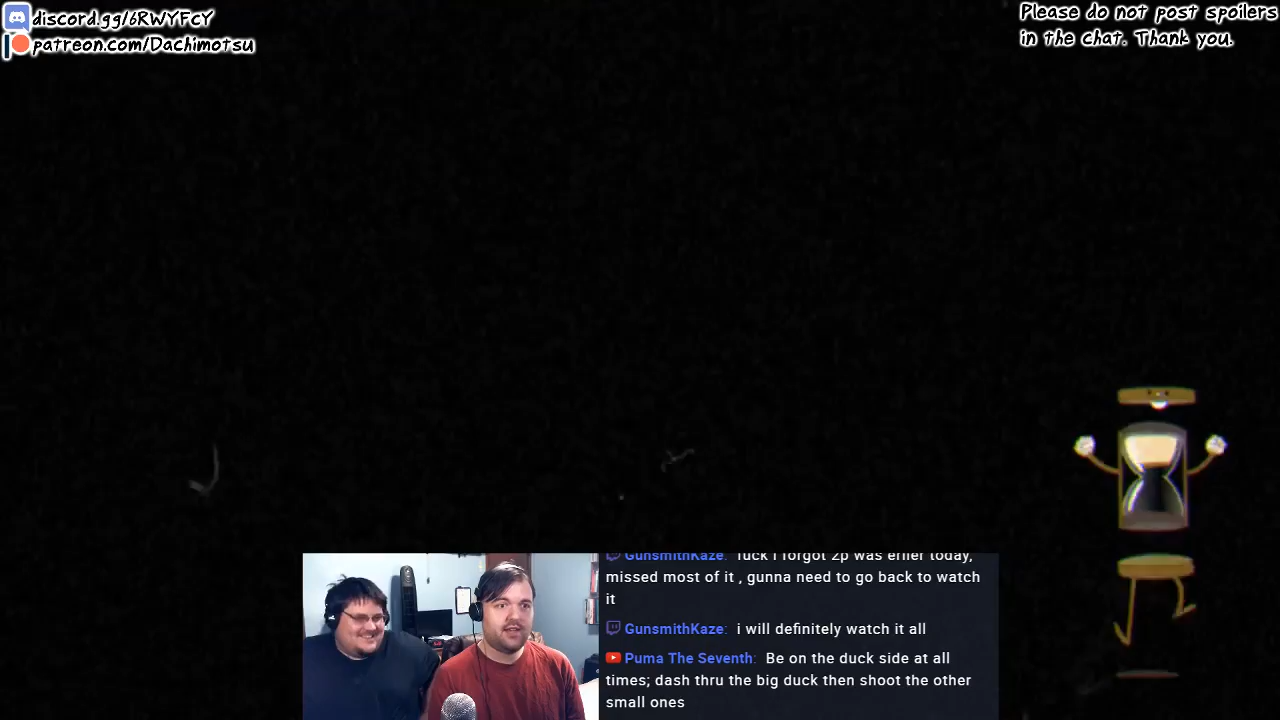 discord.gg/6RWYFCY
patreon.com/Dachimotsu
Please do not post spoilers
in the chat. Thank you.
GunsmithKaze: fuck i forgot 2p was erlier today,
missed most of it , gunna need to go back to watch
it
GunsmithKaze: i will definitely watch it all
Puma The Seventh: Be on the duck side at all
times; dash thru the big duck then shoot the other
small ones